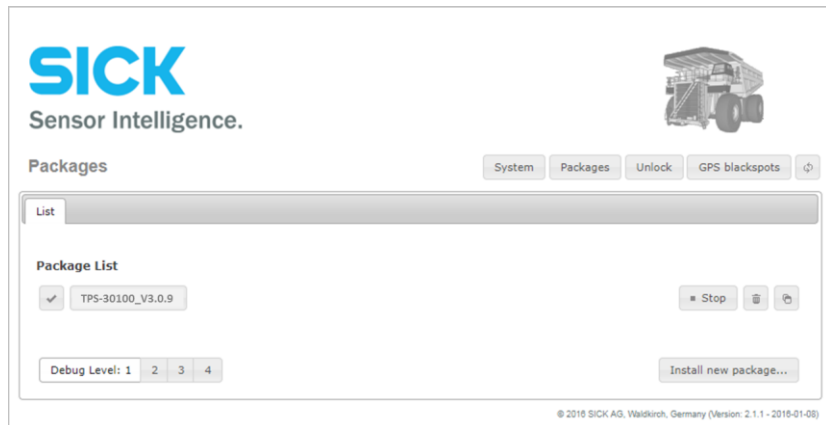 SICK
Sensor Intelligence.
Packages
System Packages Unlock GPS blackspots
List
Package List
TPS-30100_V3.0.9 Stop
Debug Level: 1 2 3 4 Install new package...
© 2016 SICK AG, Waldkirch, Germany (Version: 2.1.1 - 2016-01-08)